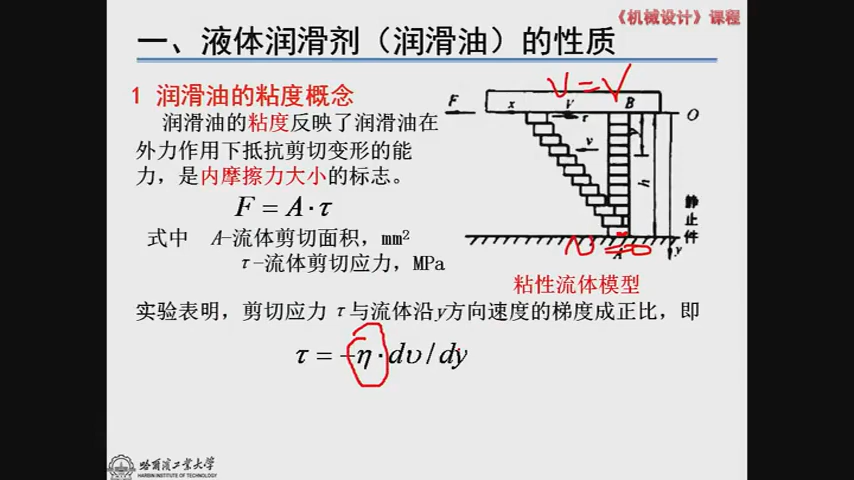 《机械设计》课程
一、液体润滑剂（润滑油）的性质
1 润滑油的粘度概念
润滑油的粘度反映了润滑油在
外力作用下抵抗剪切变形的能
力，是内摩擦力大小的标志。
F = A·τ
式中 A-流体剪切面积，mm²
τ-流体剪切应力，MPa
F
x
V
υ = V
B
O
τ
v
h
静止件
υ = 0
A
y
粘性流体模型
实验表明，剪切应力τ与流体沿y方向速度的梯度成正比，即
τ = -η·dυ/dy
哈尔滨工业大学
HARBIN INSTITUTE OF TECHNOLOGY